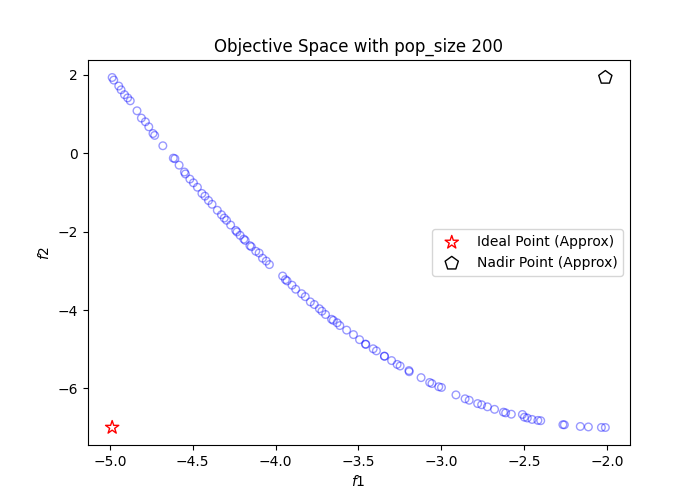 Objective Space with pop_size 200
2
0
−2
−4
−6
f2
Ideal Point (Approx)
Nadir Point (Approx)
−5.0 −4.5 −4.0 −3.5 −3.0 −2.5 −2.0
f1